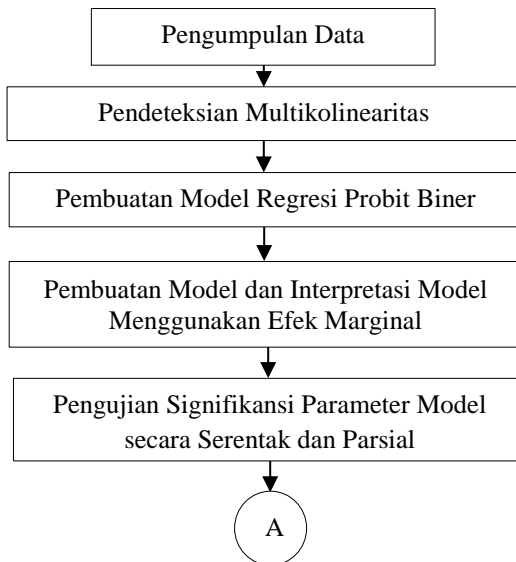 Pengumpulan Data
Pendeteksian Multikolinearitas
Pembuatan Model Regresi Probit Biner
Pembuatan Model dan Interpretasi Model
Menggunakan Efek Marginal
Pengujian Signifikansi Parameter Model
secara Serentak dan Parsial
A